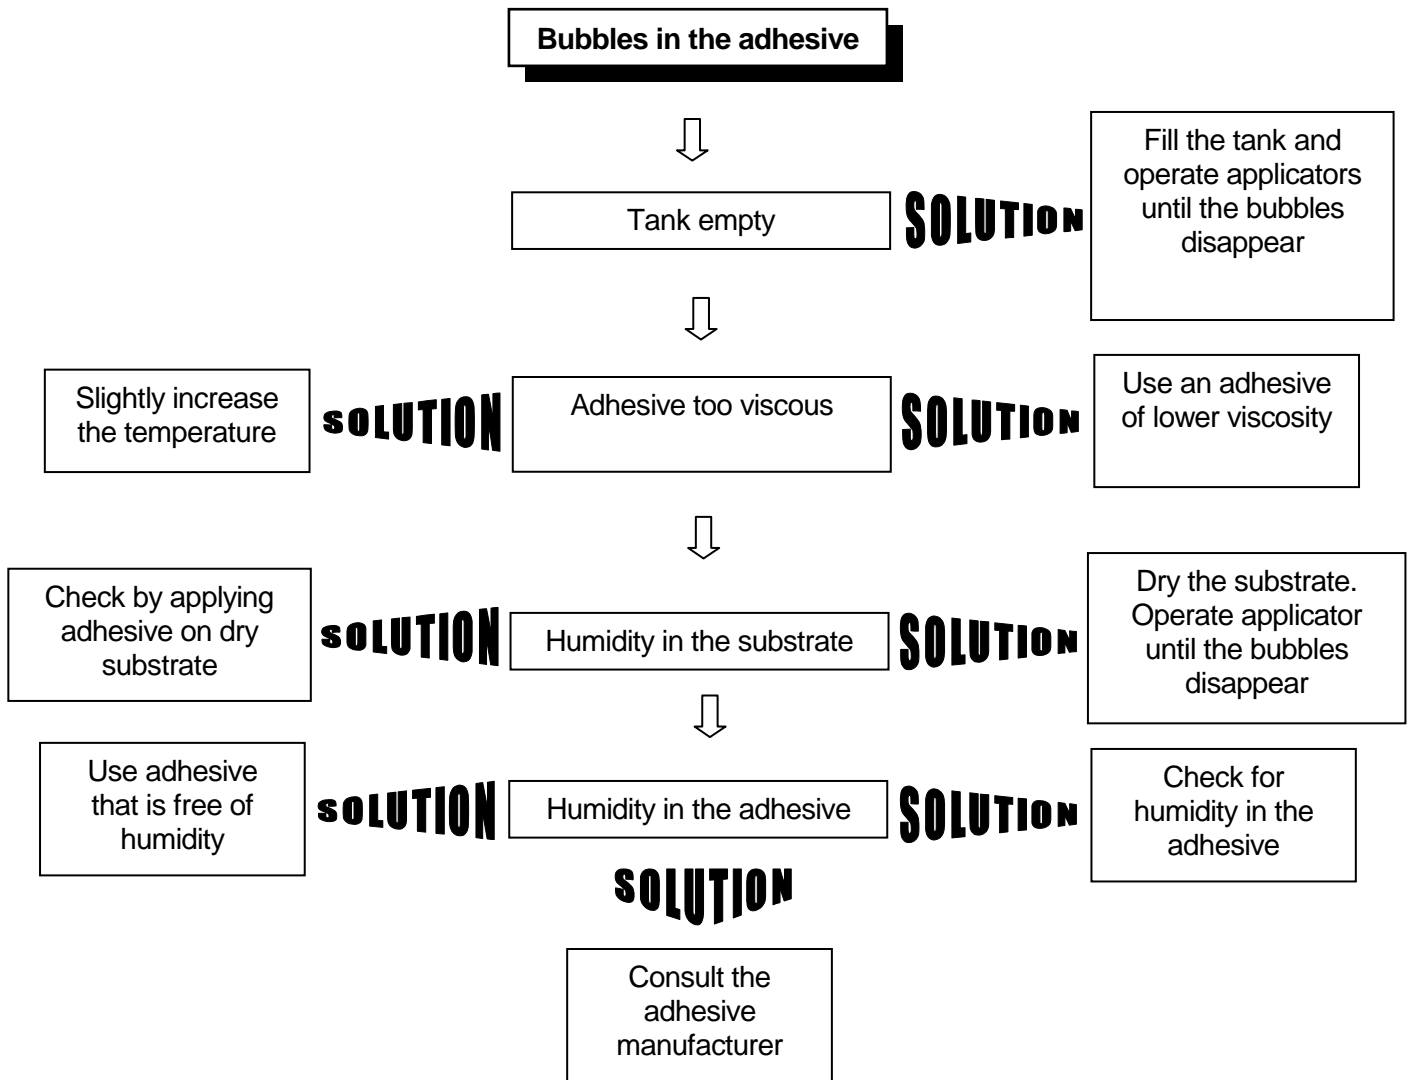 Bubbles in the adhesive
Tank empty
SOLUTION
Fill the tank and
operate applicators
until the bubbles
disappear
Slightly increase
the temperature
SOLUTION
Adhesive too viscous
SOLUTION
Use an adhesive
of lower viscosity
Check by applying
adhesive on dry
substrate
SOLUTION
Humidity in the substrate
SOLUTION
Dry the substrate.
Operate applicator
until the bubbles
disappear
Use adhesive
that is free of
humidity
SOLUTION
Humidity in the adhesive
SOLUTION
Check for
humidity in the
adhesive
SOLUTION
Consult the
adhesive
manufacturer